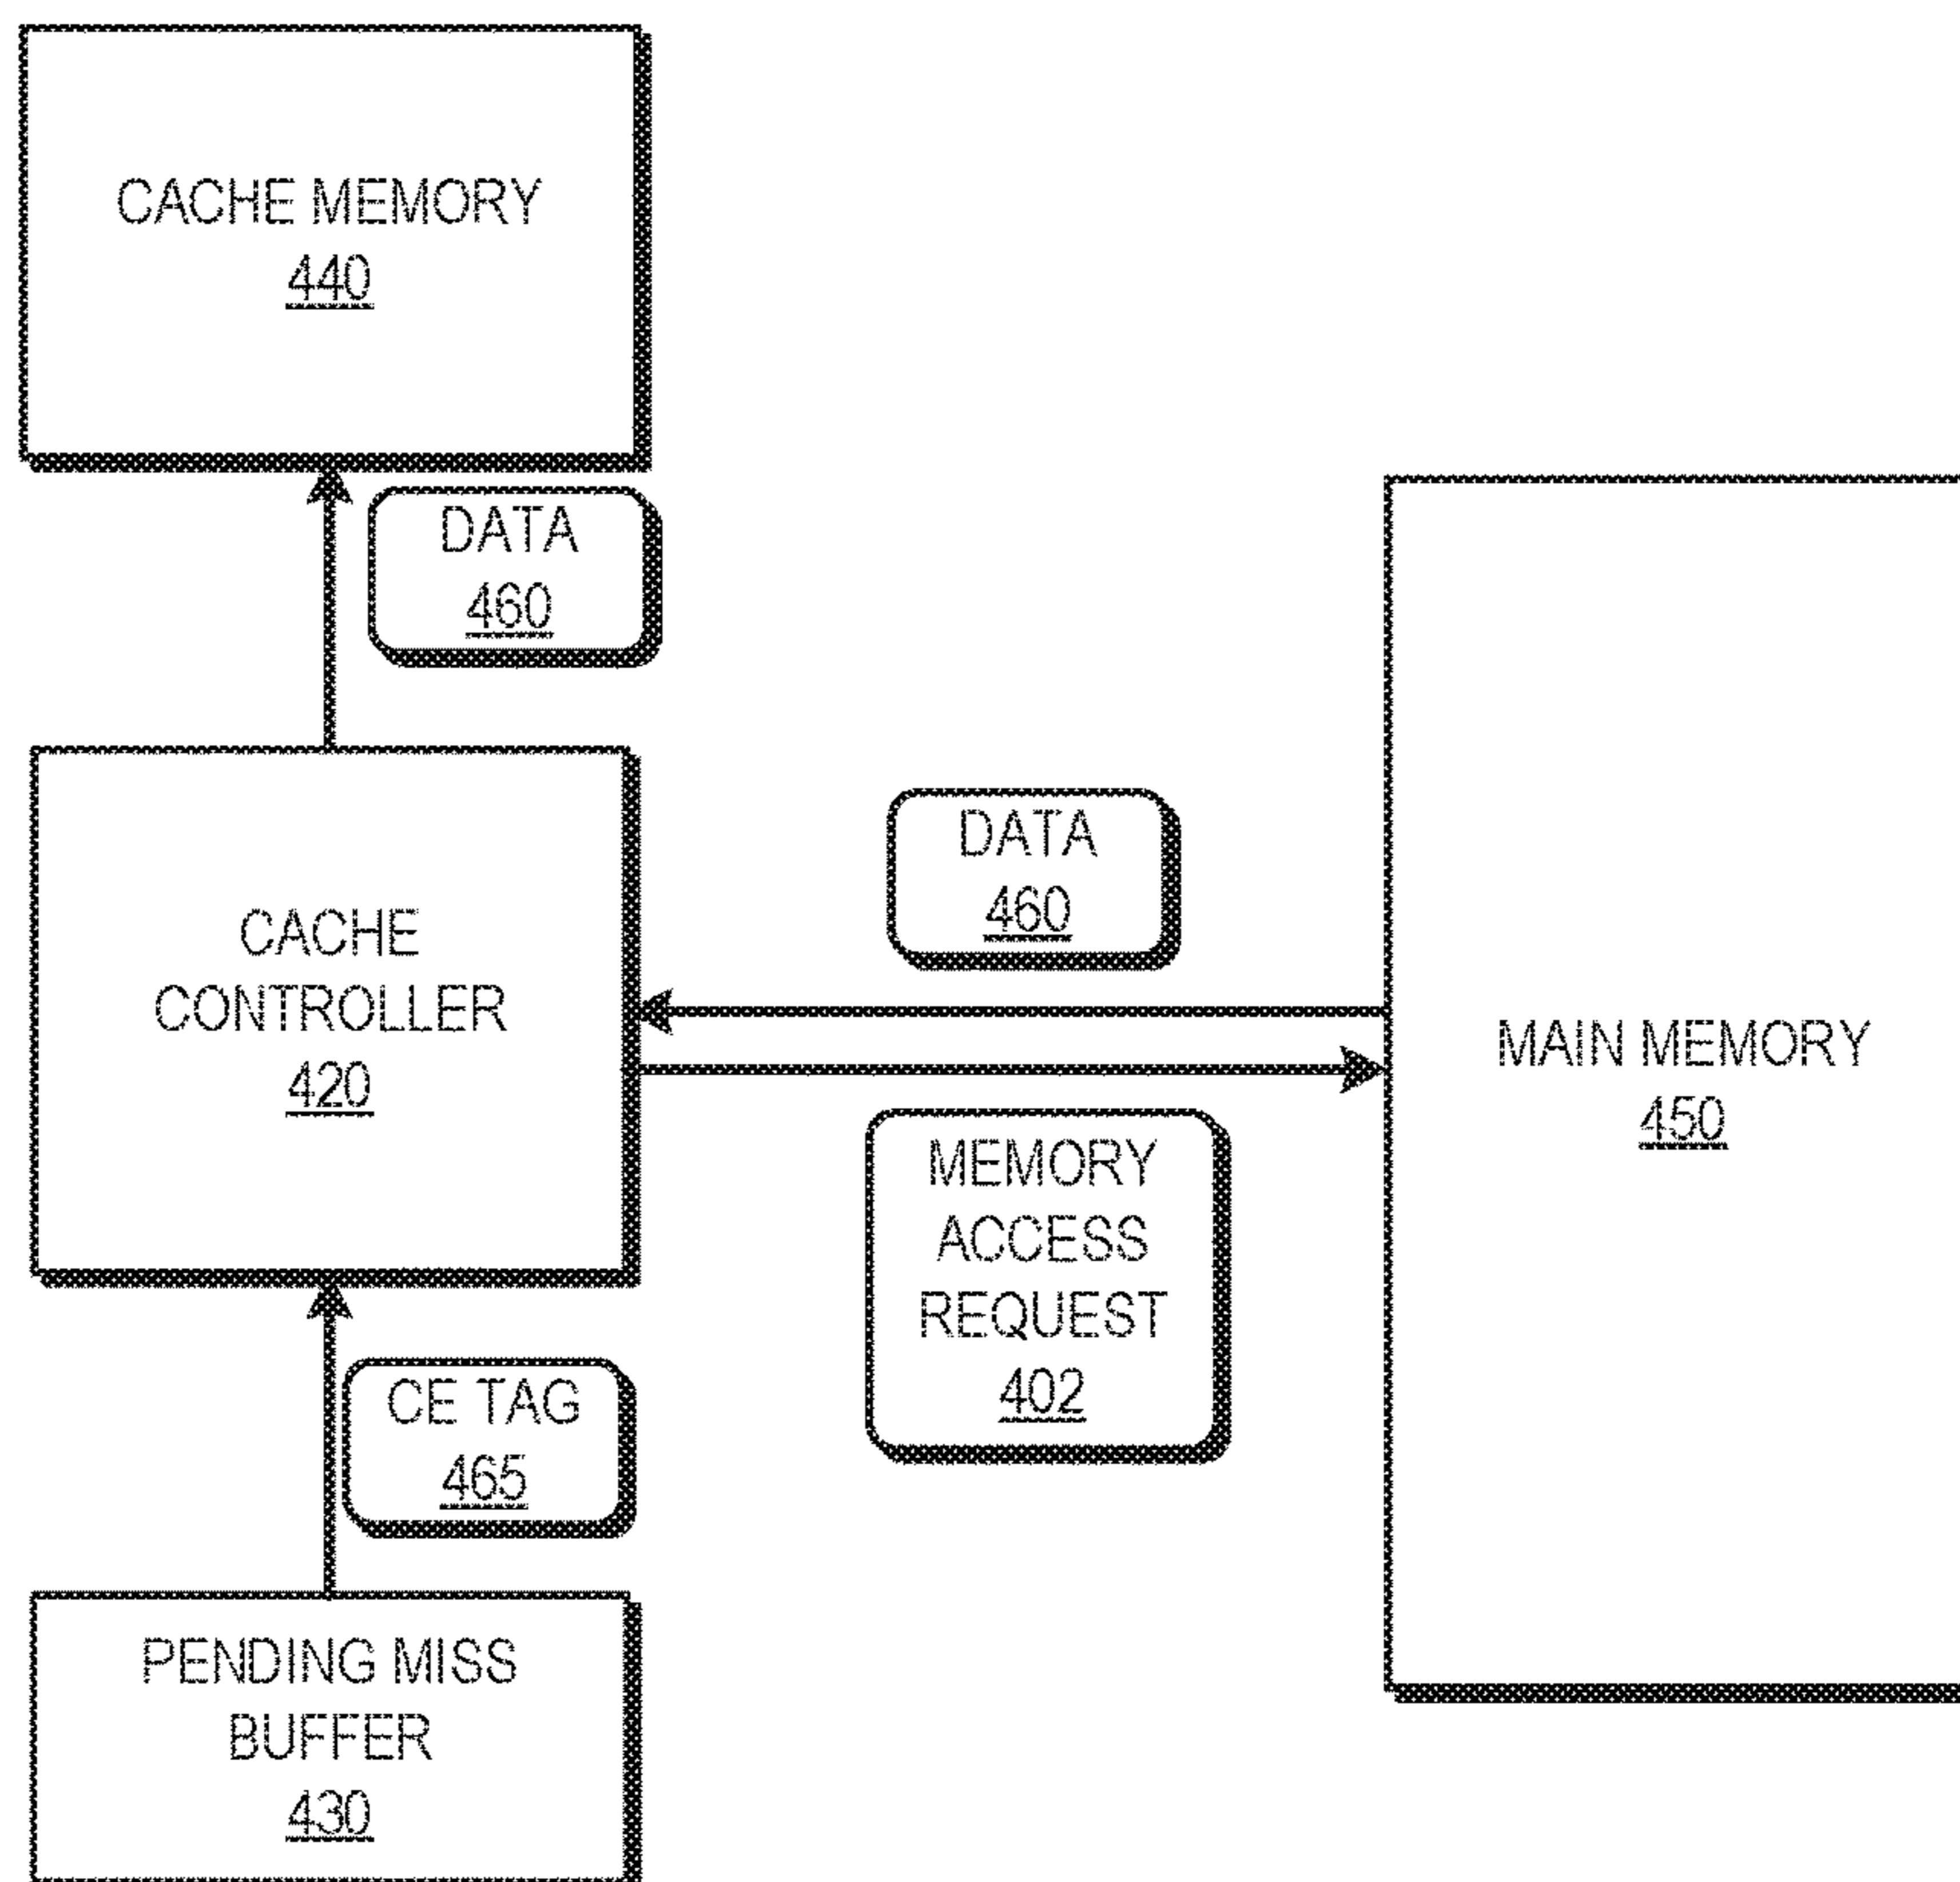 CACHE MEMORY
440
DATA
460
CACHE
CONTROLLER
420
DATA
460
MEMORY
ACCESS
REQUEST
402
MAIN MEMORY
450
CE TAG
465
PENDING MISS
BUFFER
430